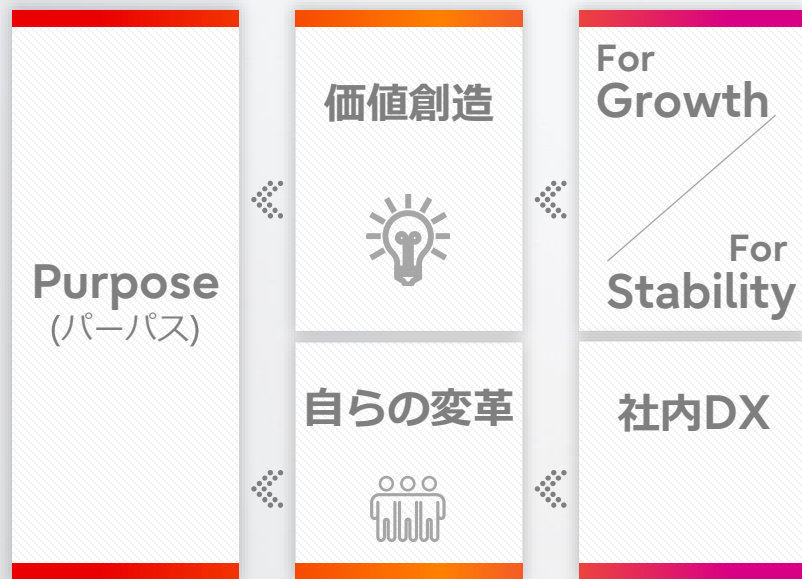 Purpose
(パーパス)
価値創造
自らの変革
For
Growth
For
Stability
社内DX